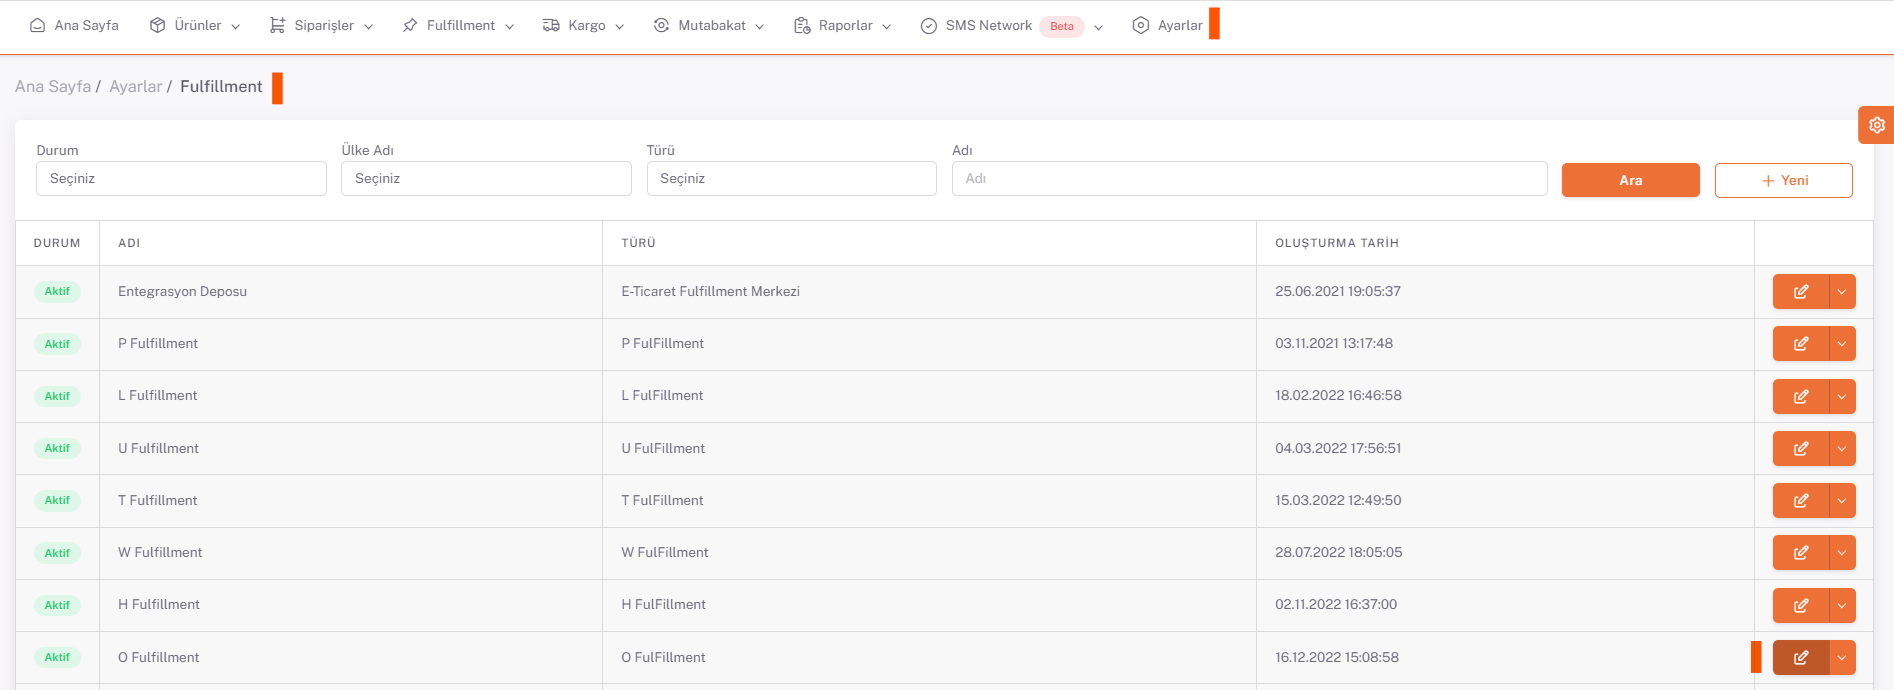 Ana Sayfa Ürünler Siparişler Fulfillment Kargo Mutabakat Raporlar SMS Network Beta Ayarlar
Ana Sayfa / Ayarlar / Fulfillment
Durum Ülke Adı Türü Adı
Seçiniz Seçiniz Seçiniz Adı Ara + Yeni
DURUM ADI TÜRÜ OLUŞTURMA TARİH
Aktif Entegrasyon Deposu E-Ticaret Fulfillment Merkezi 25.06.2021 19:05:37
Aktif P Fulfillment P FulFillment 03.11.2021 13:17:48
Aktif L Fulfillment L FulFillment 18.02.2022 16:46:58
Aktif U Fulfillment U FulFillment 04.03.2022 17:56:51
Aktif T Fulfillment T FulFillment 15.03.2022 12:49:50
Aktif W Fulfillment W FulFillment 28.07.2022 18:05:05
Aktif H Fulfillment H FulFillment 02.11.2022 16:37:00
Aktif O Fulfillment O FulFillment 16.12.2022 15:08:58